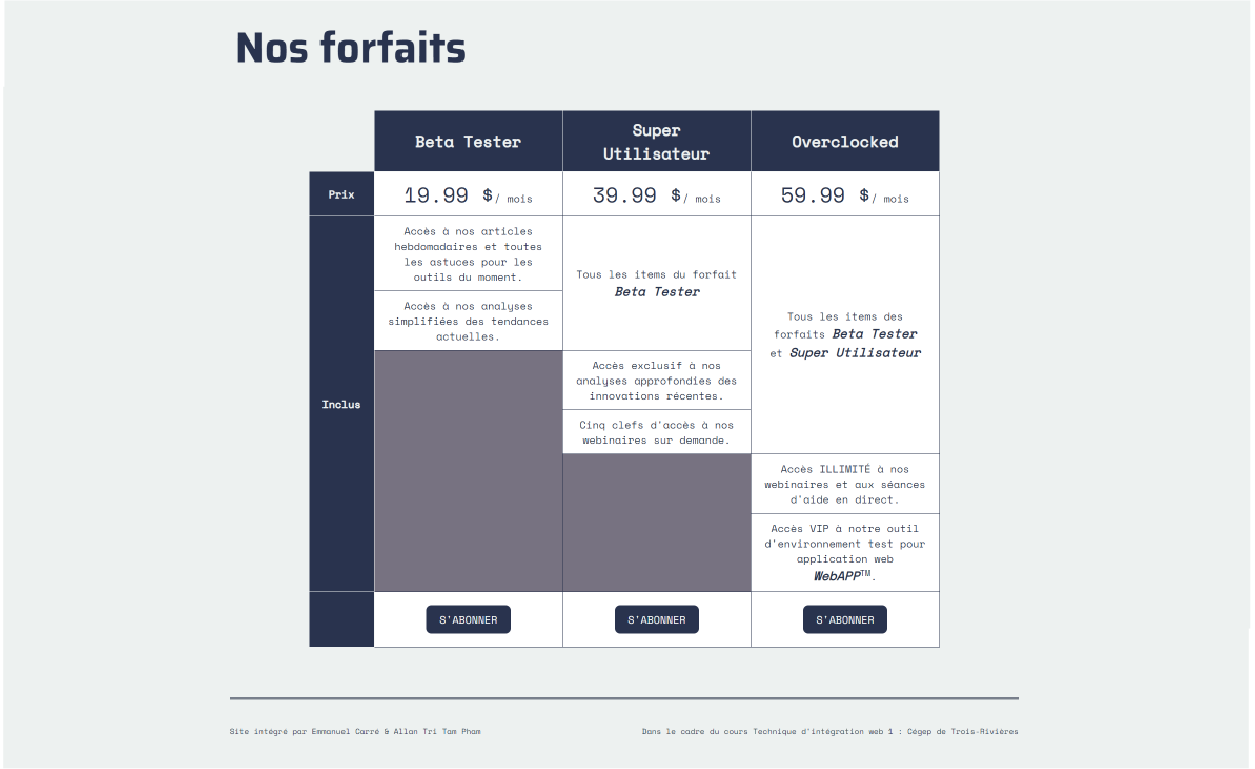 Nos forfaits
Beta Tester
Super
Utilisateur
Overclocked
Prix
19.99 $/ mois
39.99 $/ mois
59.99 $/ mois
Inclus
Accès à nos articles
hebdamadaires et toutes
les astuces pour les
outils du moment.
Accès à nos analyses
simplifiées des tendances
actuelles.
Tous les items du forfait
Beta Tester
Accès exclusif à nos
analyses approfondies des
innovations récentes.
Cinq clefs d'accès à nos
webinaires sur demande.
Tous les items des
forfaits Beta Tester
et Super Utilisateur
Accès ILLIMITÉ à nos
webinaires et aux séances
d'aide en direct.
Accès VIP à notre outil
d'environnement test pour
application web
WebAPP™.
S'ABONNER
S'ABONNER
S'ABONNER
Site intégré par Emmanuel Carré & Allan Tri Tam Pham
Dans le cadre du cours Technique d'intégration web 1 : Cégep de Trois-Rivières